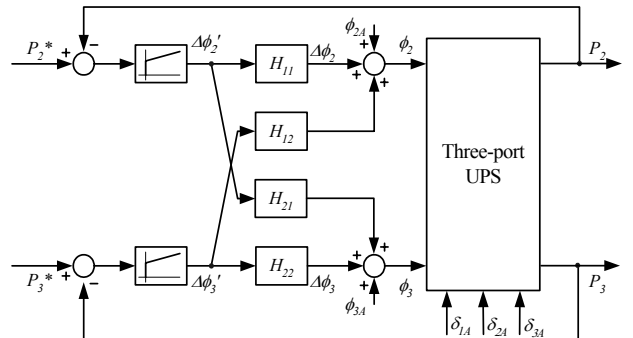 P₂* + − Δϕ₂′ H₁₁ Δϕ₂ ϕ₂A + + + ϕ₂ P₂
H₁₂
Three-port
UPS
H₂₁
P₃* + − Δϕ₃′ H₂₂ Δϕ₃ + + + ϕ₃A ϕ₃ P₃
δ₁A δ₂A δ₃A